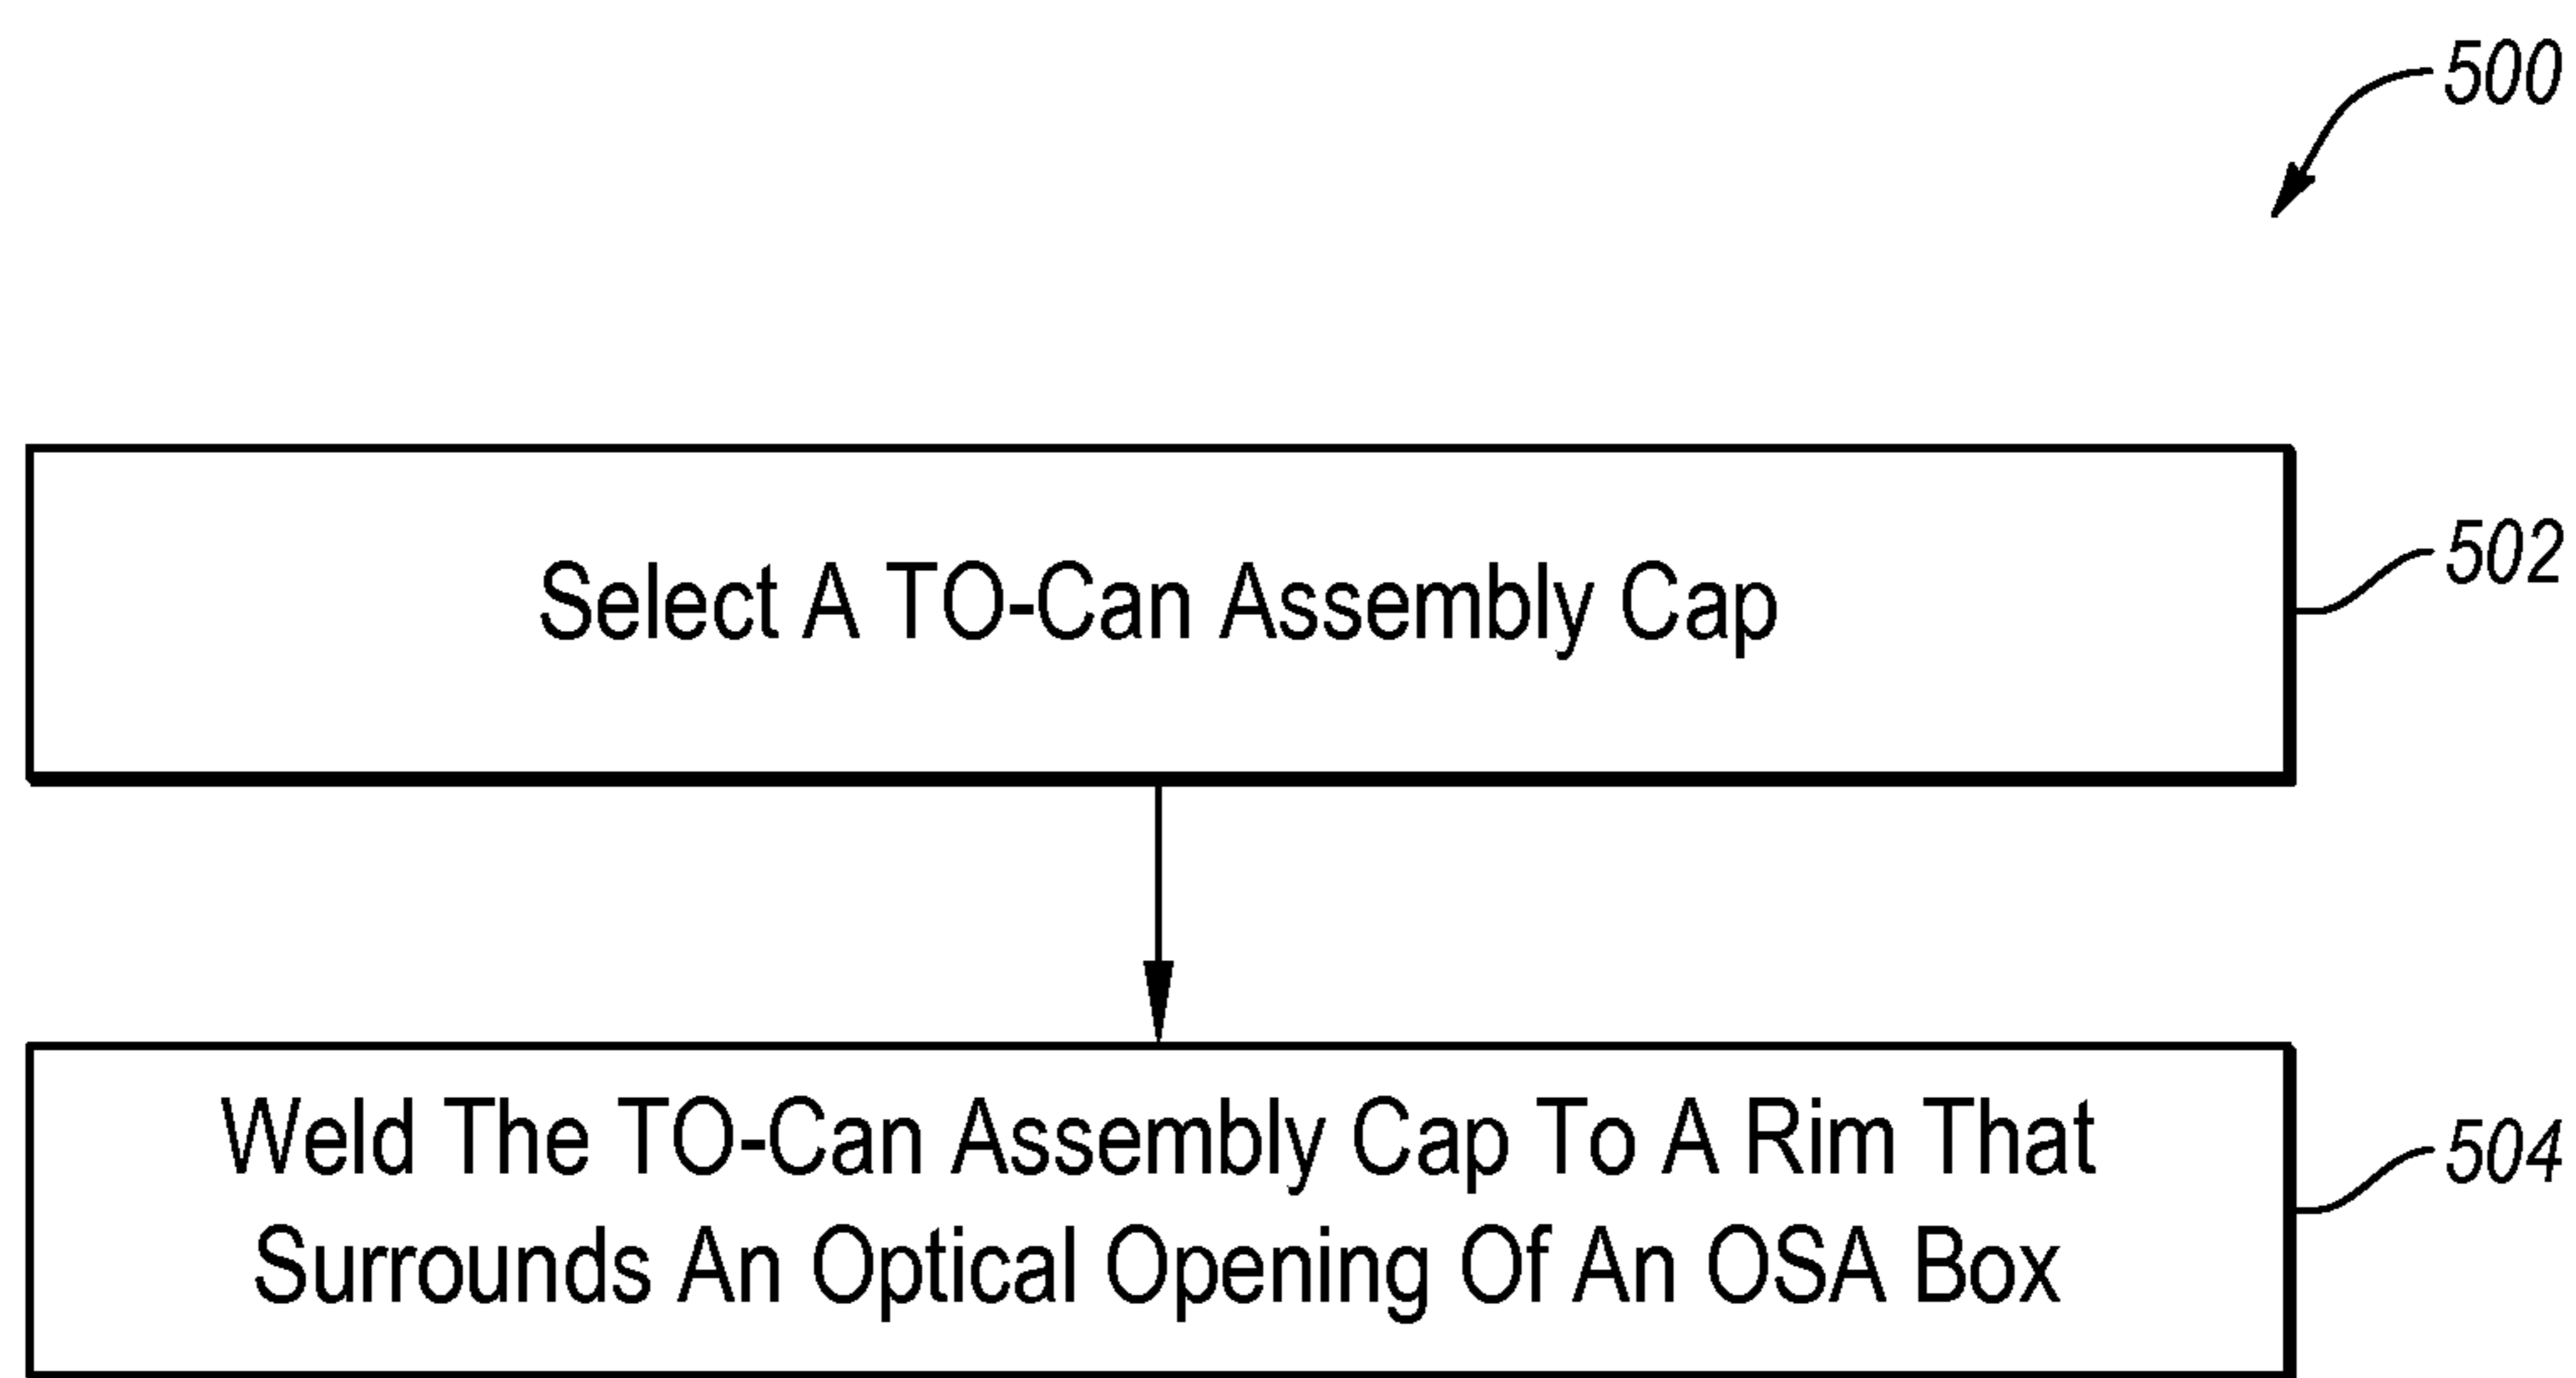 500
Select A TO-Can Assembly Cap
502
Weld The TO-Can Assembly Cap To A Rim That
Surrounds An Optical Opening Of An OSA Box
504